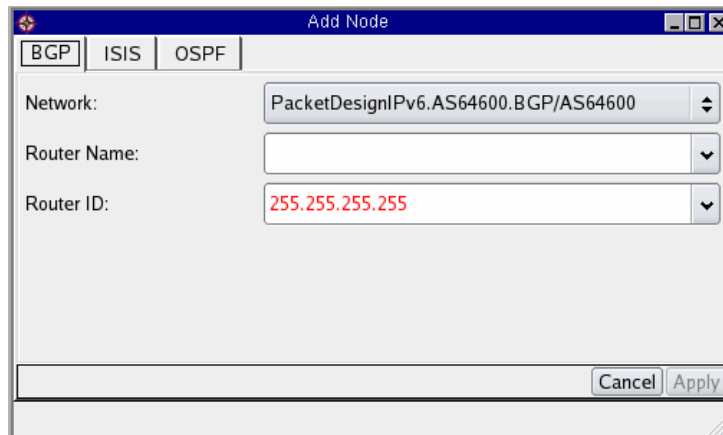 Add Node
BGP ISIS OSPF
Network: PacketDesignIPv6.AS64600.BGP/AS64600
Router Name:
Router ID: 255.255.255.255
Cancel Apply